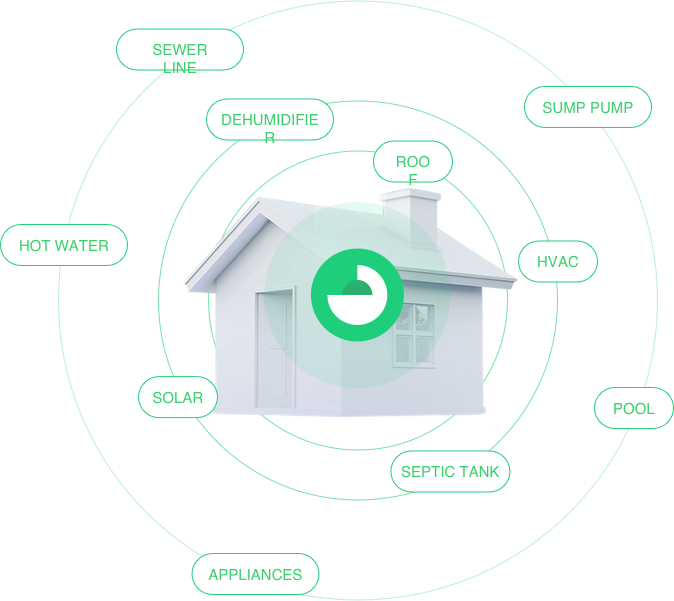 SEWER
LINE
SUMP PUMP
DEHUMIDIFIE
R
ROO
F
HOT WATER
HVAC
SOLAR
POOL
SEPTIC TANK
APPLIANCES